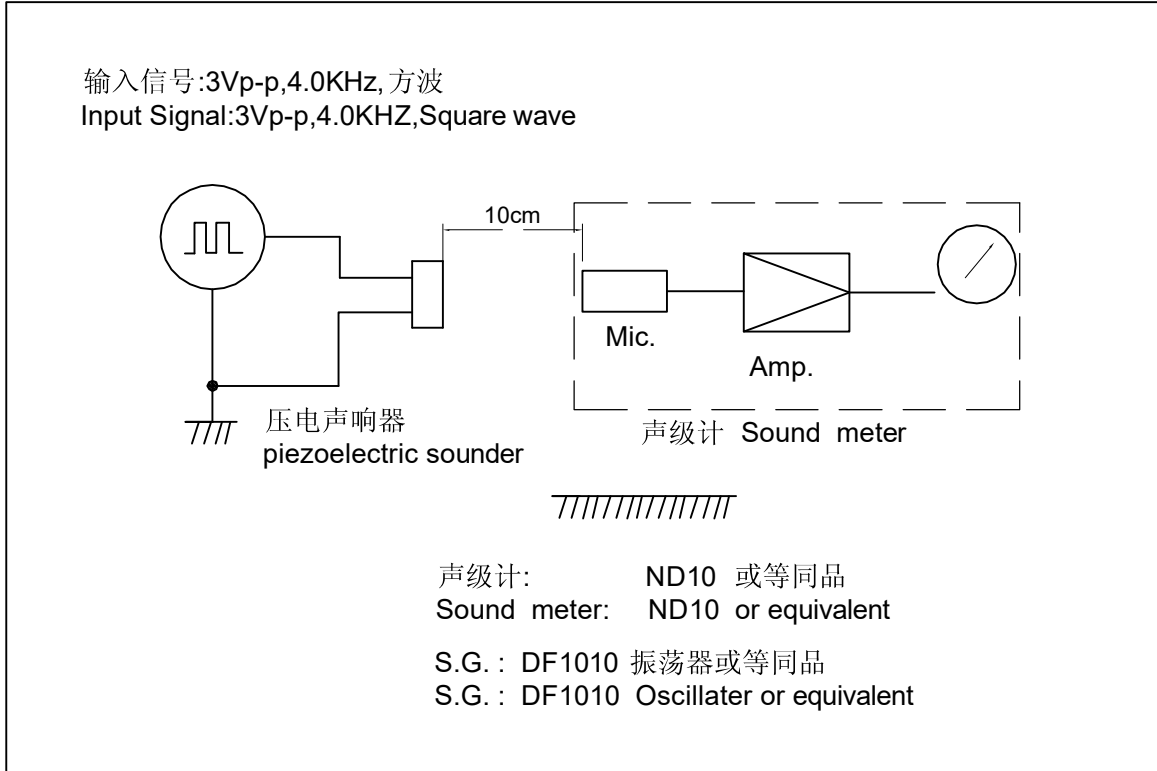 输入信号:3Vp-p,4.0KHz,方波
Input Signal:3Vp-p,4.0KHZ,Square wave
10cm
Mic.
Amp.
压电声响器
piezoelectric sounder
声级计 Sound meter
声级计: ND10 或等同品
Sound meter: ND10 or equivalent
S.G. : DF1010 振荡器或等同品
S.G. : DF1010 Oscillater or equivalent